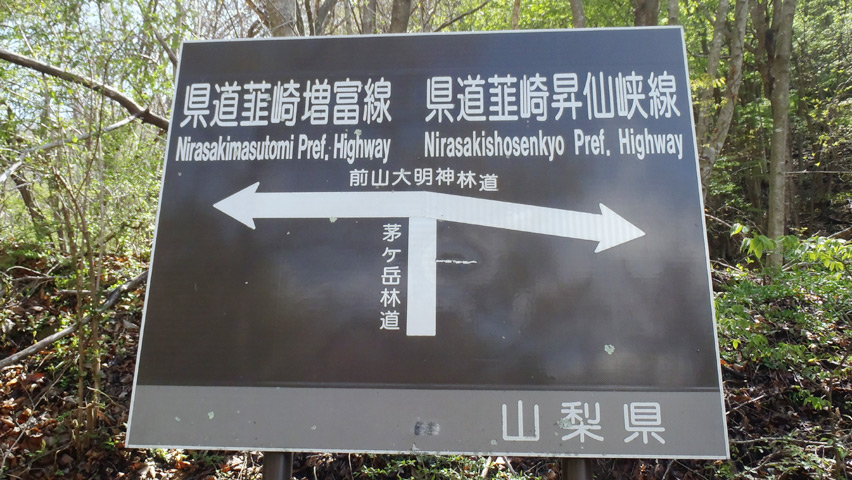 県道韮崎増富線
Nirasakimasutomi Pref. Highway
県道韮崎昇仙峡線
Nirasakishosenkyo Pref. Highway
前山大明神林道
茅ケ岳林道
山梨県